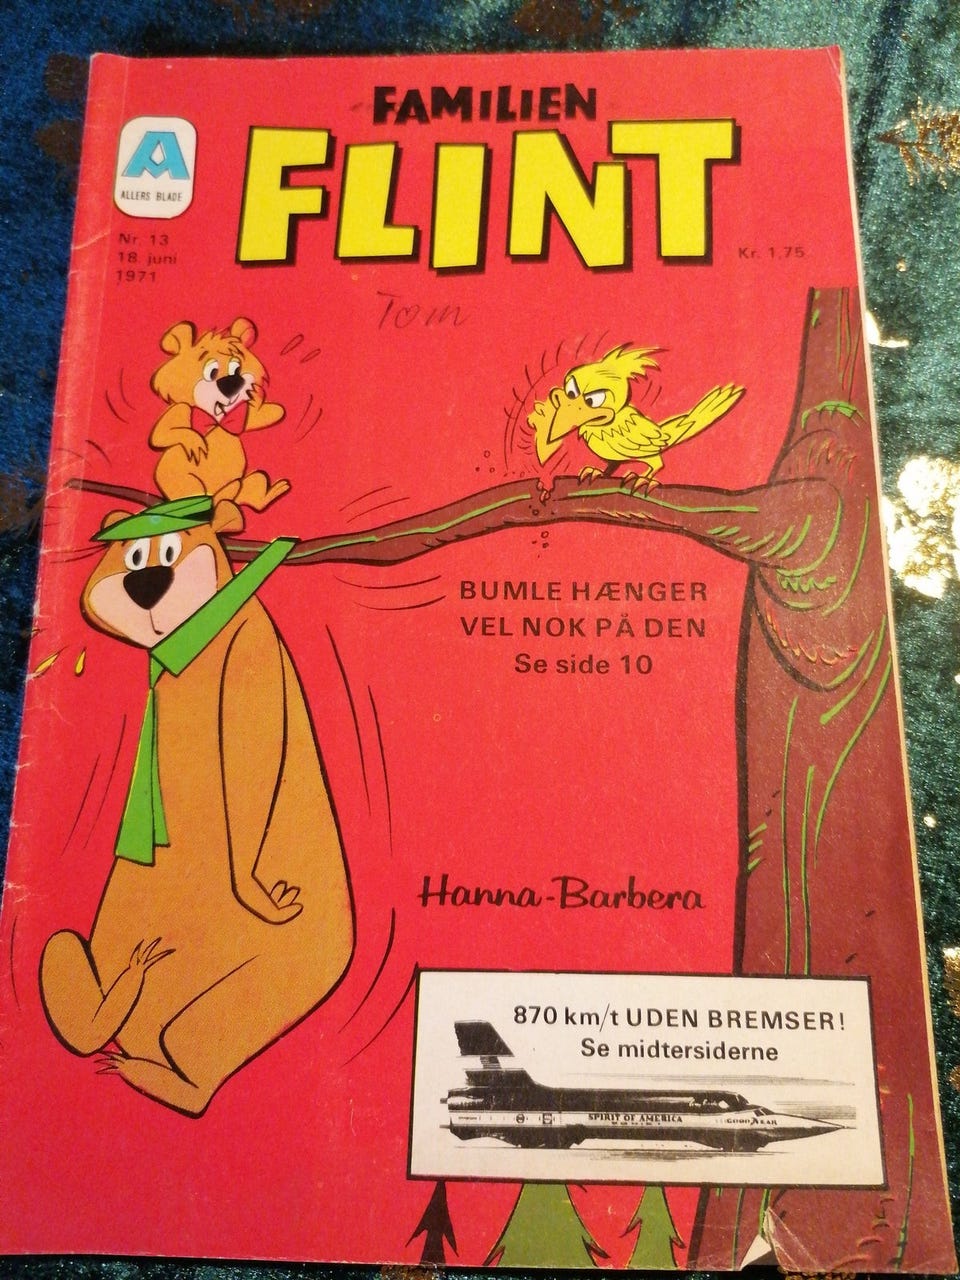 FAMILIEN
FLINT
A
ALLERS BLADE
Nr. 13
18. juni
1971
Kr. 1,75
Tom
BUMLE HÆNGER
VEL NOK PÅ DEN
Se side 10
Hanna-Barbera
870 km/t UDEN BREMSER!
Se midtersiderne
SPIRIT OF AMERICA
GOODYEAR